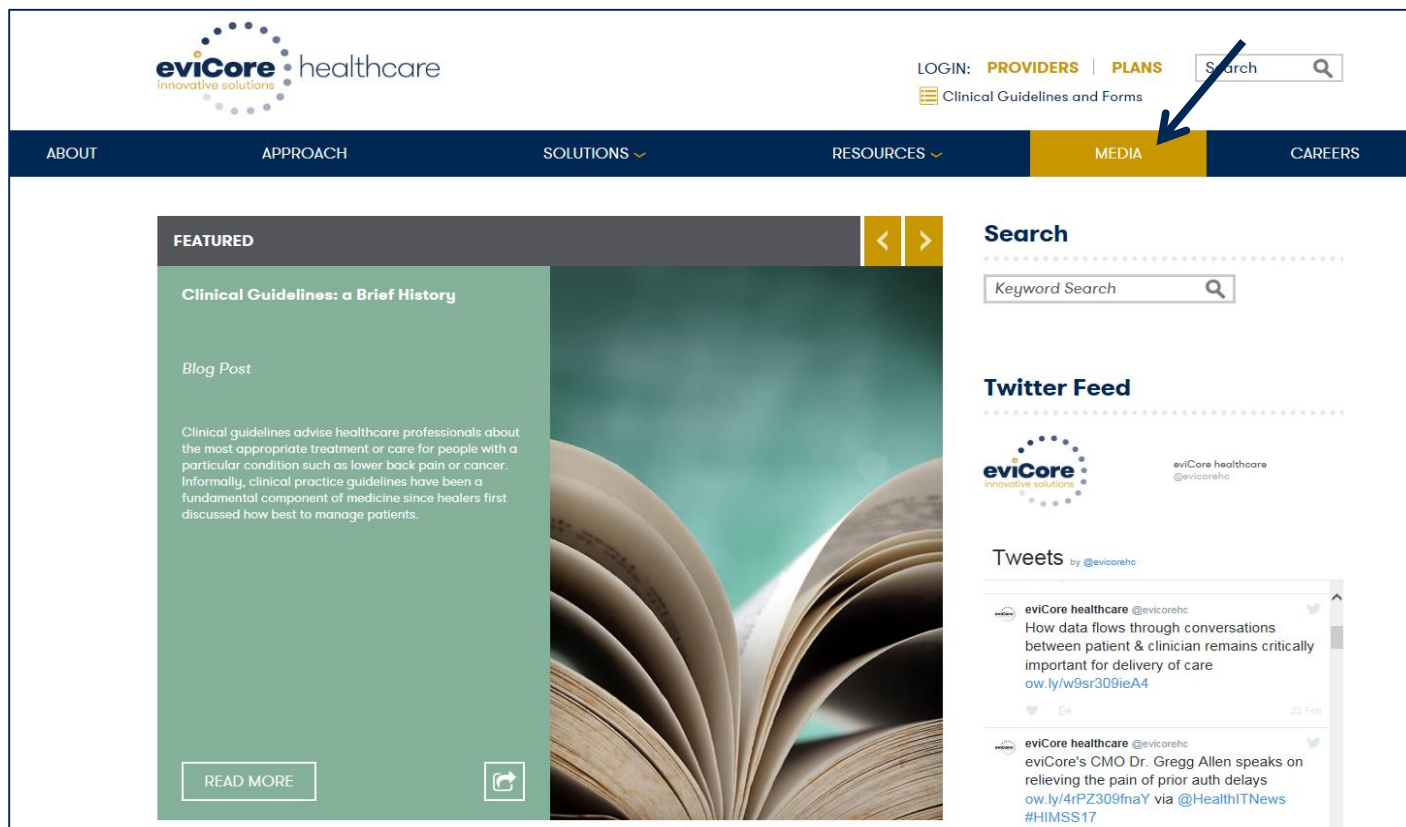 eviCore healthcare
innovative solutions
LOGIN: PROVIDERS | PLANS
Search
Clinical Guidelines and Forms
ABOUT
APPROACH
SOLUTIONS
RESOURCES
MEDIA
CAREERS
FEATURED
Clinical Guidelines: a Brief History
Blog Post
Clinical guidelines advise healthcare professionals about
the most appropriate treatment or care for people with a
particular condition such as lower back pain or cancer.
Informally, clinical practice guidelines have been a
fundamental component of medicine since healers first
discussed how best to manage patients.
READ MORE
Search
Keyword Search
Twitter Feed
eviCore
innovative solutions
eviCore healthcare
@evicorehc
Tweets by @evicorehc
eviCore healthcare @evicorehc
How data flows through conversations
between patient & clinician remains critically
important for delivery of care
ow.ly/w9sr309ieA4
23 Feb
eviCore healthcare @evicorehc
eviCore's CMO Dr. Gregg Allen speaks on
relieving the pain of prior auth delays
ow.ly/4rPZ309fnaY via @HealthITNews
#HIMSS17